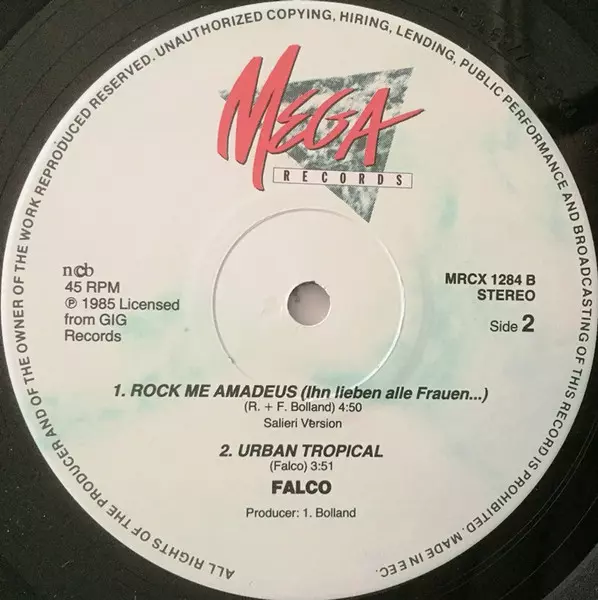 ALL RIGHTS OF THE PRODUCER AND OF THE OWNER OF THE WORK REPRODUCED RESERVED. UNAUTHORIZED COPYING, HIRING, LENDING, PUBLIC PERFORMANCE AND BROADCASTING OF THIS RECORD IS PROHIBITED. MADE IN EEC.
MEGA
RECORDS
ncb
45 RPM
℗ 1985 Licensed
from GIG
Records
MRCX 1284 B
STEREO
Side 2
1. ROCK ME AMADEUS (Ihn lieben alle Frauen...)
(R. + F. Bolland) 4:50
Salieri Version
2. URBAN TROPICAL
(Falco) 3:51
FALCO
Producer: 1. Bolland